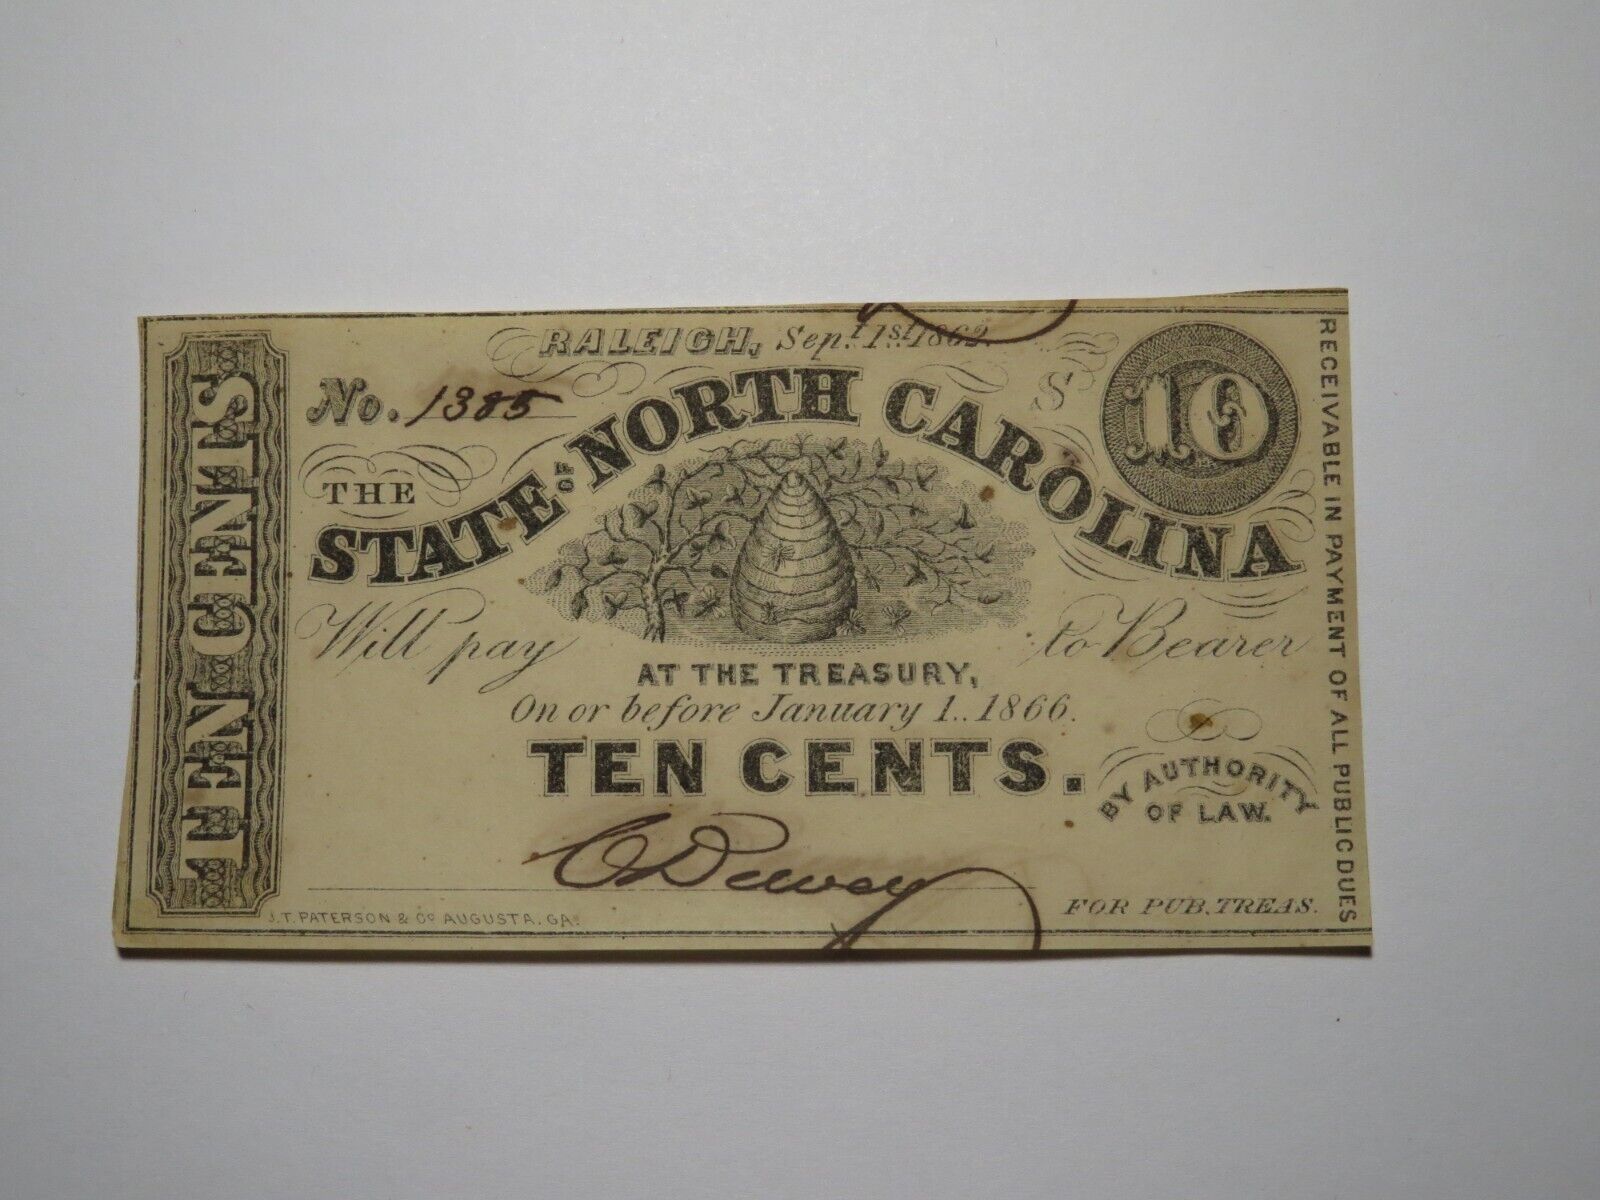 RALEIGH, Sept. 1st. 1862.
No. 1385
$ 10
THE
STATE OF NORTH CAROLINA
Will pay to Bearer
AT THE TREASURY,
On or before January 1.. 1866.
TEN CENTS.
BY AUTHORITY
OF LAW.
C Dewey
FOR PUB. TREAS.
J. T. PATERSON & Co AUGUSTA. GA.
TEN CENTS
RECEIVABLE IN PAYMENT OF ALL PUBLIC DUES